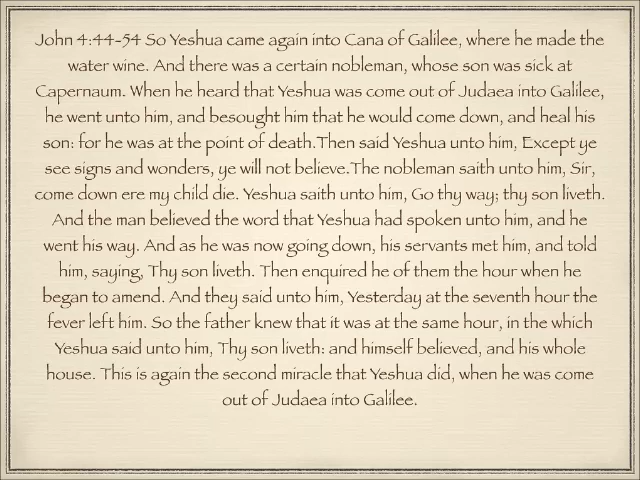 John 4:44-54 So Yeshua came again into Cana of Galilee, where he made the
water wine. And there was a certain nobleman, whose son was sick at
Capernaum. When he heard that Yeshua was come out of Judaea into Galilee,
he went unto him, and besought him that he would come down, and heal his
son: for he was at the point of death.Then said Yeshua unto him, Except ye
see signs and wonders, ye will not believe.The nobleman saith unto him, Sir,
come down ere my child die. Yeshua saith unto him, Go thy way; thy son liveth.
And the man believed the word that Yeshua had spoken unto him, and he
went his way. And as he was now going down, his servants met him, and told
him, saying, Thy son liveth. Then enquired he of them the hour when he
began to amend. And they said unto him, Yesterday at the seventh hour the
fever left him. So the father knew that it was at the same hour, in the which
Yeshua said unto him, Thy son liveth: and himself believed, and his whole
house. This is again the second miracle that Yeshua did, when he was come
out of Judaea into Galilee.